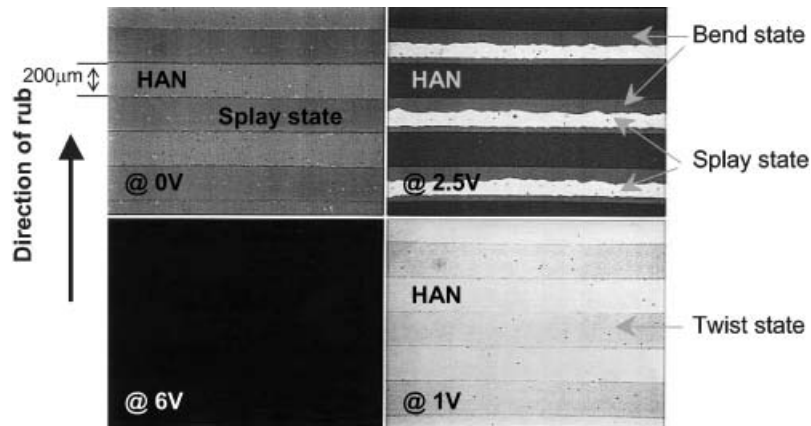 200μm
HAN
Splay state
@ 0V
Direction of rub
HAN
@ 2.5V
Bend state
Splay state
@ 6V
HAN
@ 1V
Twist state